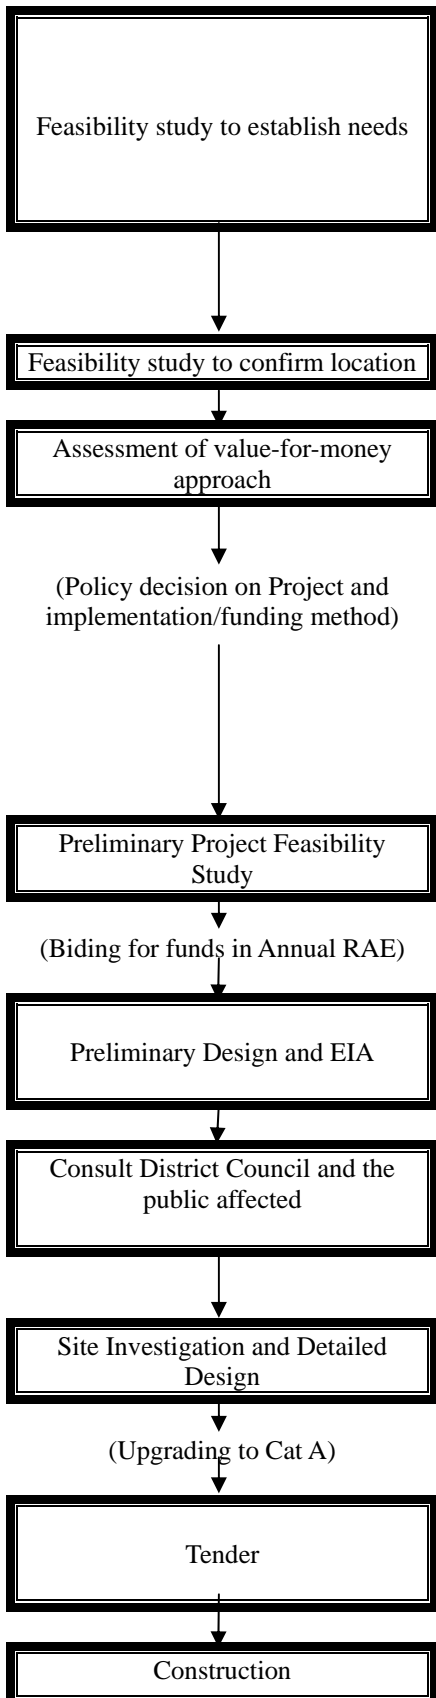 Feasibility study to establish needs
Feasibility study to confirm location
Assessment of value-for-money
approach
(Policy decision on Project and
implementation/funding method)
Preliminary Project Feasibility
Study
(Biding for funds in Annual RAE)
Preliminary Design and EIA
Consult District Council and the
public affected
Site Investigation and Detailed
Design
(Upgrading to Cat A)
Tender
Construction